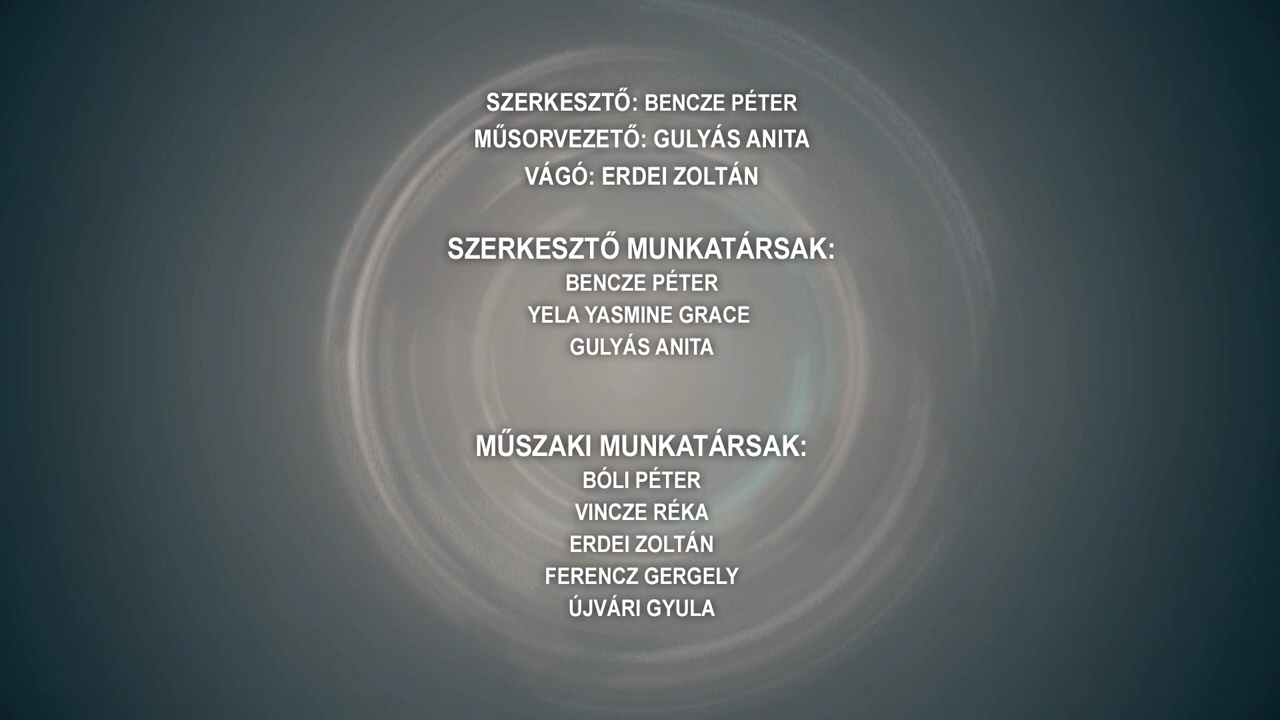 SZERKESZTŐ: BENCZE PÉTER
MŰSORVEZETŐ: GULYÁS ANITA
VÁGÓ: ERDEI ZOLTÁN
SZERKESZTŐ MUNKATÁRSAK:
BENCZE PÉTER
YELA YASMINE GRACE
GULYÁS ANITA
MŰSZAKI MUNKATÁRSAK:
BÓLI PÉTER
VINCZE RÉKA
ERDEI ZOLTÁN
FERENCZ GERGELY
ÚJVÁRI GYULA